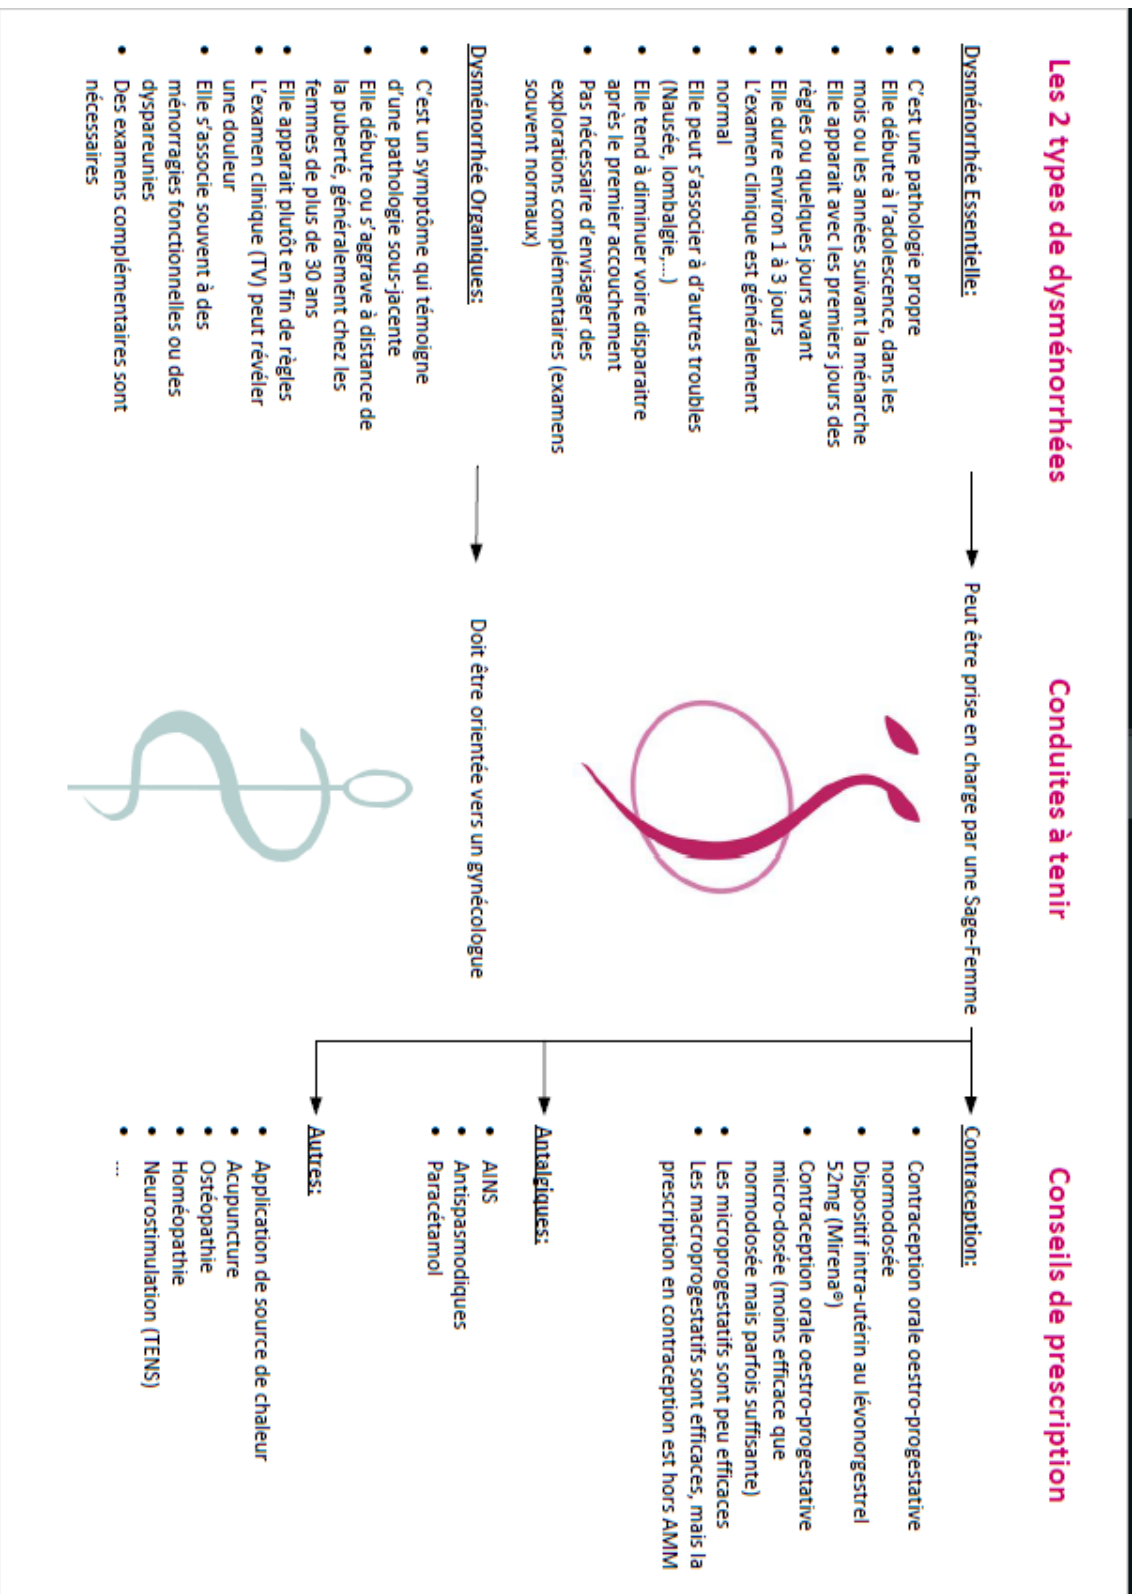 Les 2 types de dysménorrhées
Conduites à tenir
Conseils de prescription
Dysménorrhée Essentielle:
• C'est une pathologie propre
• Elle débute à l'adolescence, dans les
mois ou les années suivant la ménarche
• Elle apparait avec les premiers jours des
règles ou quelques jours avant
• Elle dure environ 1 à 3 jours
• L'examen clinique est généralement
normal
• Elle peut s'associer à d'autres troubles
(Nausée, lombalgie,...)
• Elle tend à diminuer voire disparaitre
après le premier accouchement
• Pas nécessaire d'envisager des
explorations complémentaires (examens
souvent normaux)
Peut être prise en charge par une Sage-Femme
Contraception:
• Contraception orale oestro-progestative
normodosée
• Dispositif intra-utérin au lévonorgestrel
52mg (Mirena®)
• Contraception orale oestro-progestative
micro-dosée (moins efficace que
normodosée mais parfois suffisante)
• Les microprogestatifs sont peu efficaces
• Les macroprogestatifs sont efficaces, mais la
prescription en contraception est hors AMM
Antalgiques:
• AINS
• Antispasmodiques
• Paracétamol
Autres:
• Application de source de chaleur
• Acupuncture
• Ostéopathie
• Homéopathie
• Neurostimulation (TENS)
• ...
Dysménorrhée Organiques:
• C'est un symptôme qui témoigne
d'une pathologie sous-jacente
• Elle débute ou s'aggrave à distance de
la puberté, généralement chez les
femmes de plus de 30 ans
• Elle apparait plutôt en fin de règles
• L'examen clinique (TV) peut révéler
une douleur
• Elle s'associe souvent à des
ménorragies fonctionnelles ou des
dyspareunies
• Des examens complémentaires sont
nécessaires
Doit être orientée vers un gynécologue